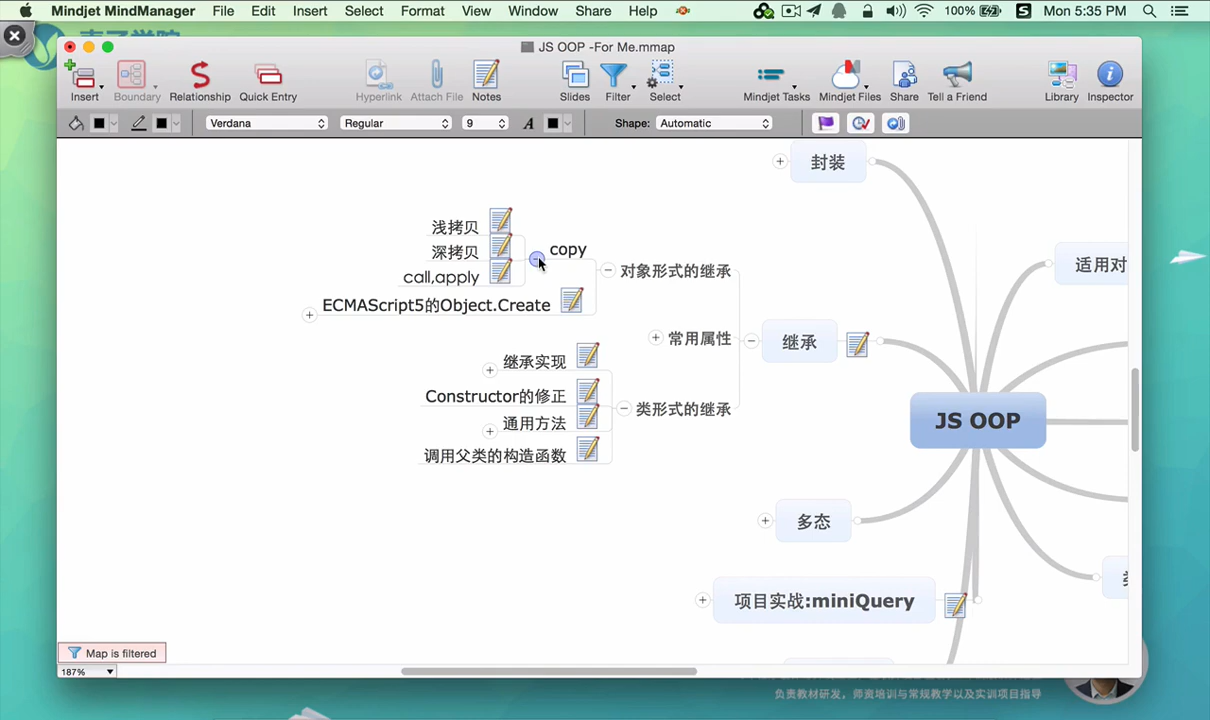 Mindjet MindManager File Edit Insert Select Format View Window Share Help 100% Mon 5:35 PM
JS OOP -For Me.mmap
Insert Boundary Relationship Quick Entry Hyperlink Attach File Notes Slides Filter Select Mindjet Tasks Mindjet Files Share Tell a Friend Library Inspector
Verdana Regular 9 A Shape: Automatic
封装
浅拷贝
深拷贝
call,apply
copy
对象形式的继承
适用对
ECMAScript5的Object.Create
常用属性
继承
继承实现
Constructor的修正
通用方法
调用父类的构造函数
类形式的继承
JS OOP
多态
项目实战:miniQuery
Map is filtered
187%
负责教材研发，师资培训与常规教学以及实训项目指导